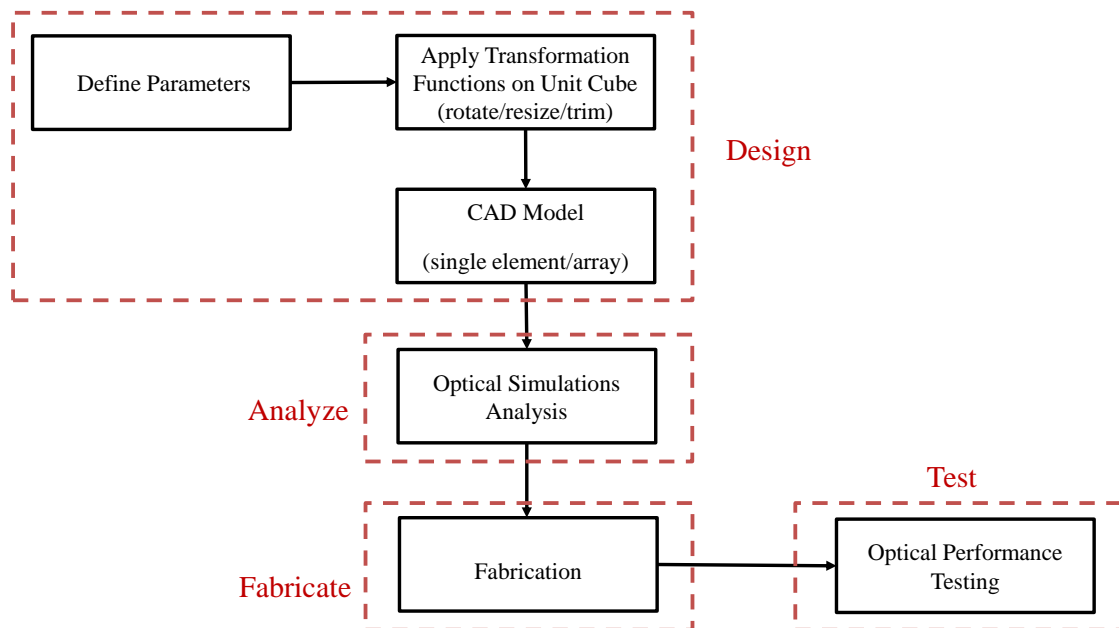 Define Parameters
Apply Transformation
Functions on Unit Cube
(rotate/resize/trim)
Design
CAD Model
(single element/array)
Optical Simulations
Analysis
Analyze
Test
Fabrication
Fabricate
Optical Performance
Testing